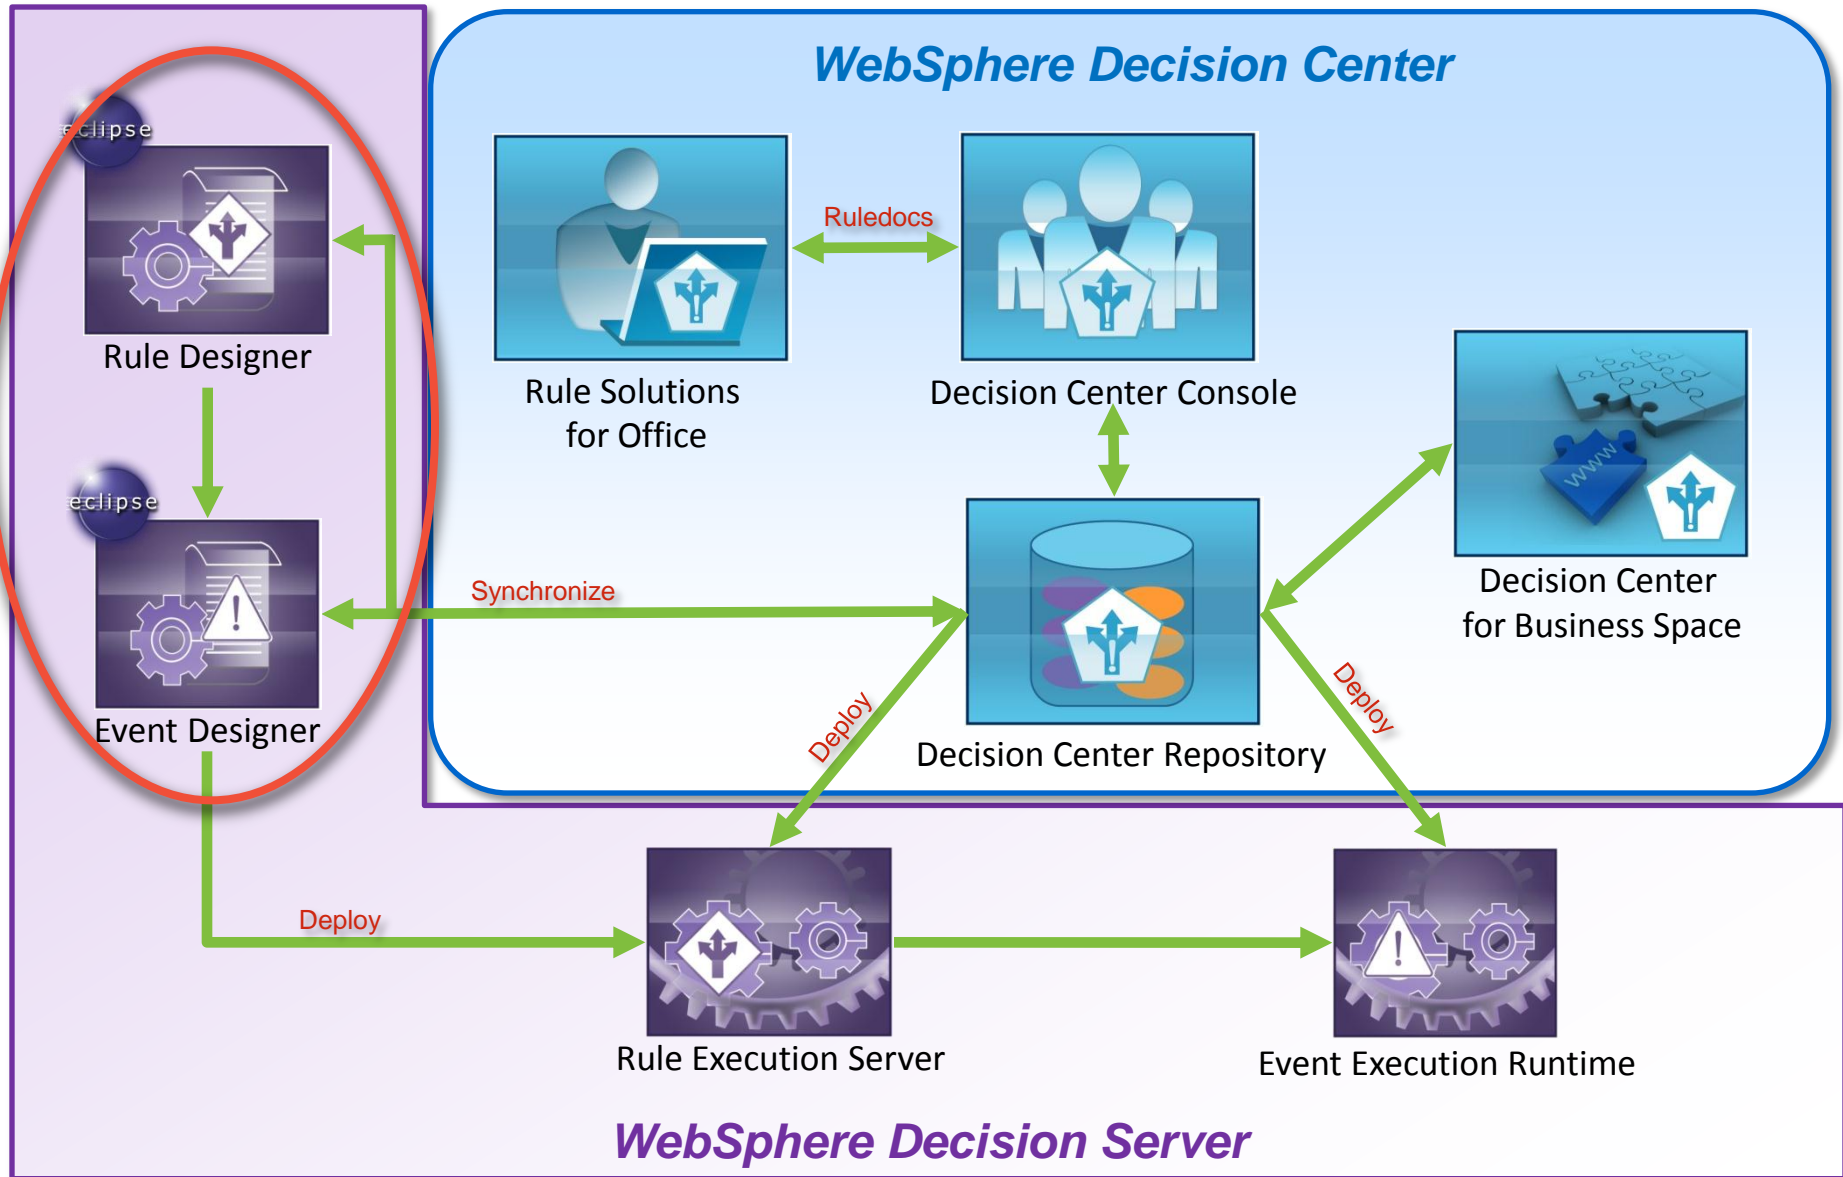 WebSphere Decision Center
eclipse
Rule Designer
eclipse
Event Designer
Ruledocs
Rule Solutions
for Office
Decision Center Console
www
Decision Center
for Business Space
Synchronize
Decision Center Repository
Deploy
Deploy
Deploy
Rule Execution Server
Event Execution Runtime
WebSphere Decision Server